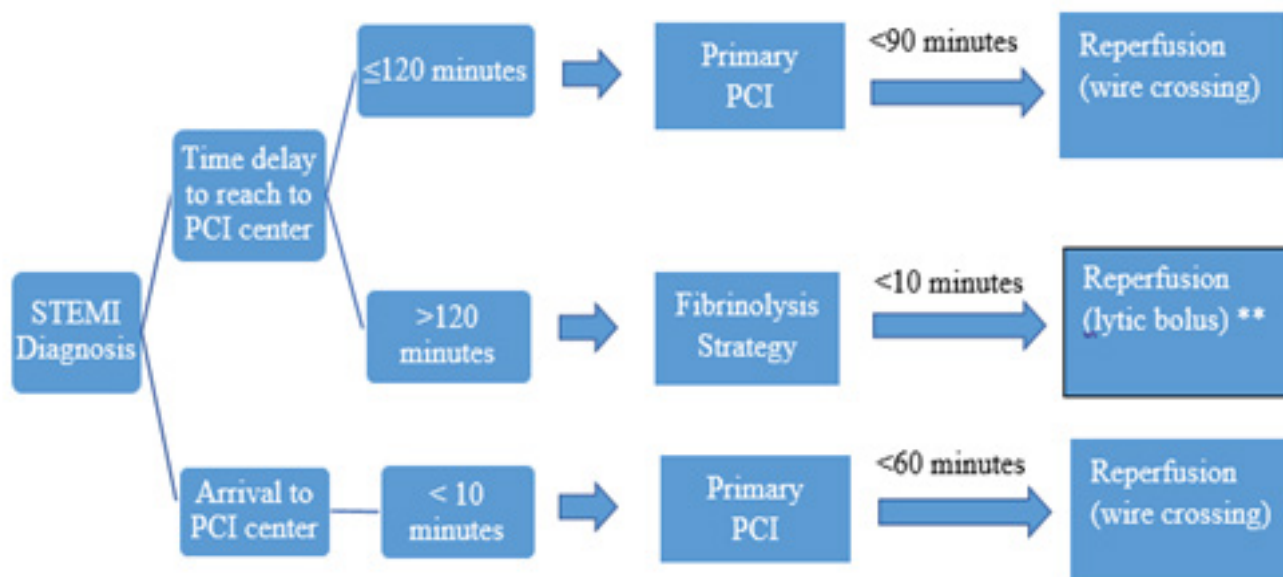 STEMI
Diagnosis
Time delay
to reach to
PCI center
≤120 minutes
Primary
PCI
<90 minutes
Reperfusion
(wire crossing)
>120
minutes
Fibrinolysis
Strategy
<10 minutes
Reperfusion
(lytic bolus) **
Arrival to
PCI center
< 10
minutes
Primary
PCI
<60 minutes
Reperfusion
(wire crossing)